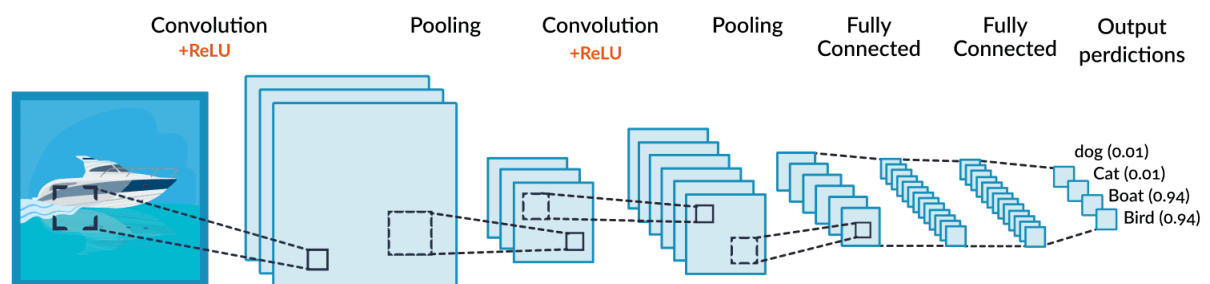 Convolution
+ReLU
Pooling
Convolution
+ReLU
Pooling
Fully
Connected
Fully
Connected
Output
perdictions
dog (0.01)
Cat (0.01)
Boat (0.94)
Bird (0.94)